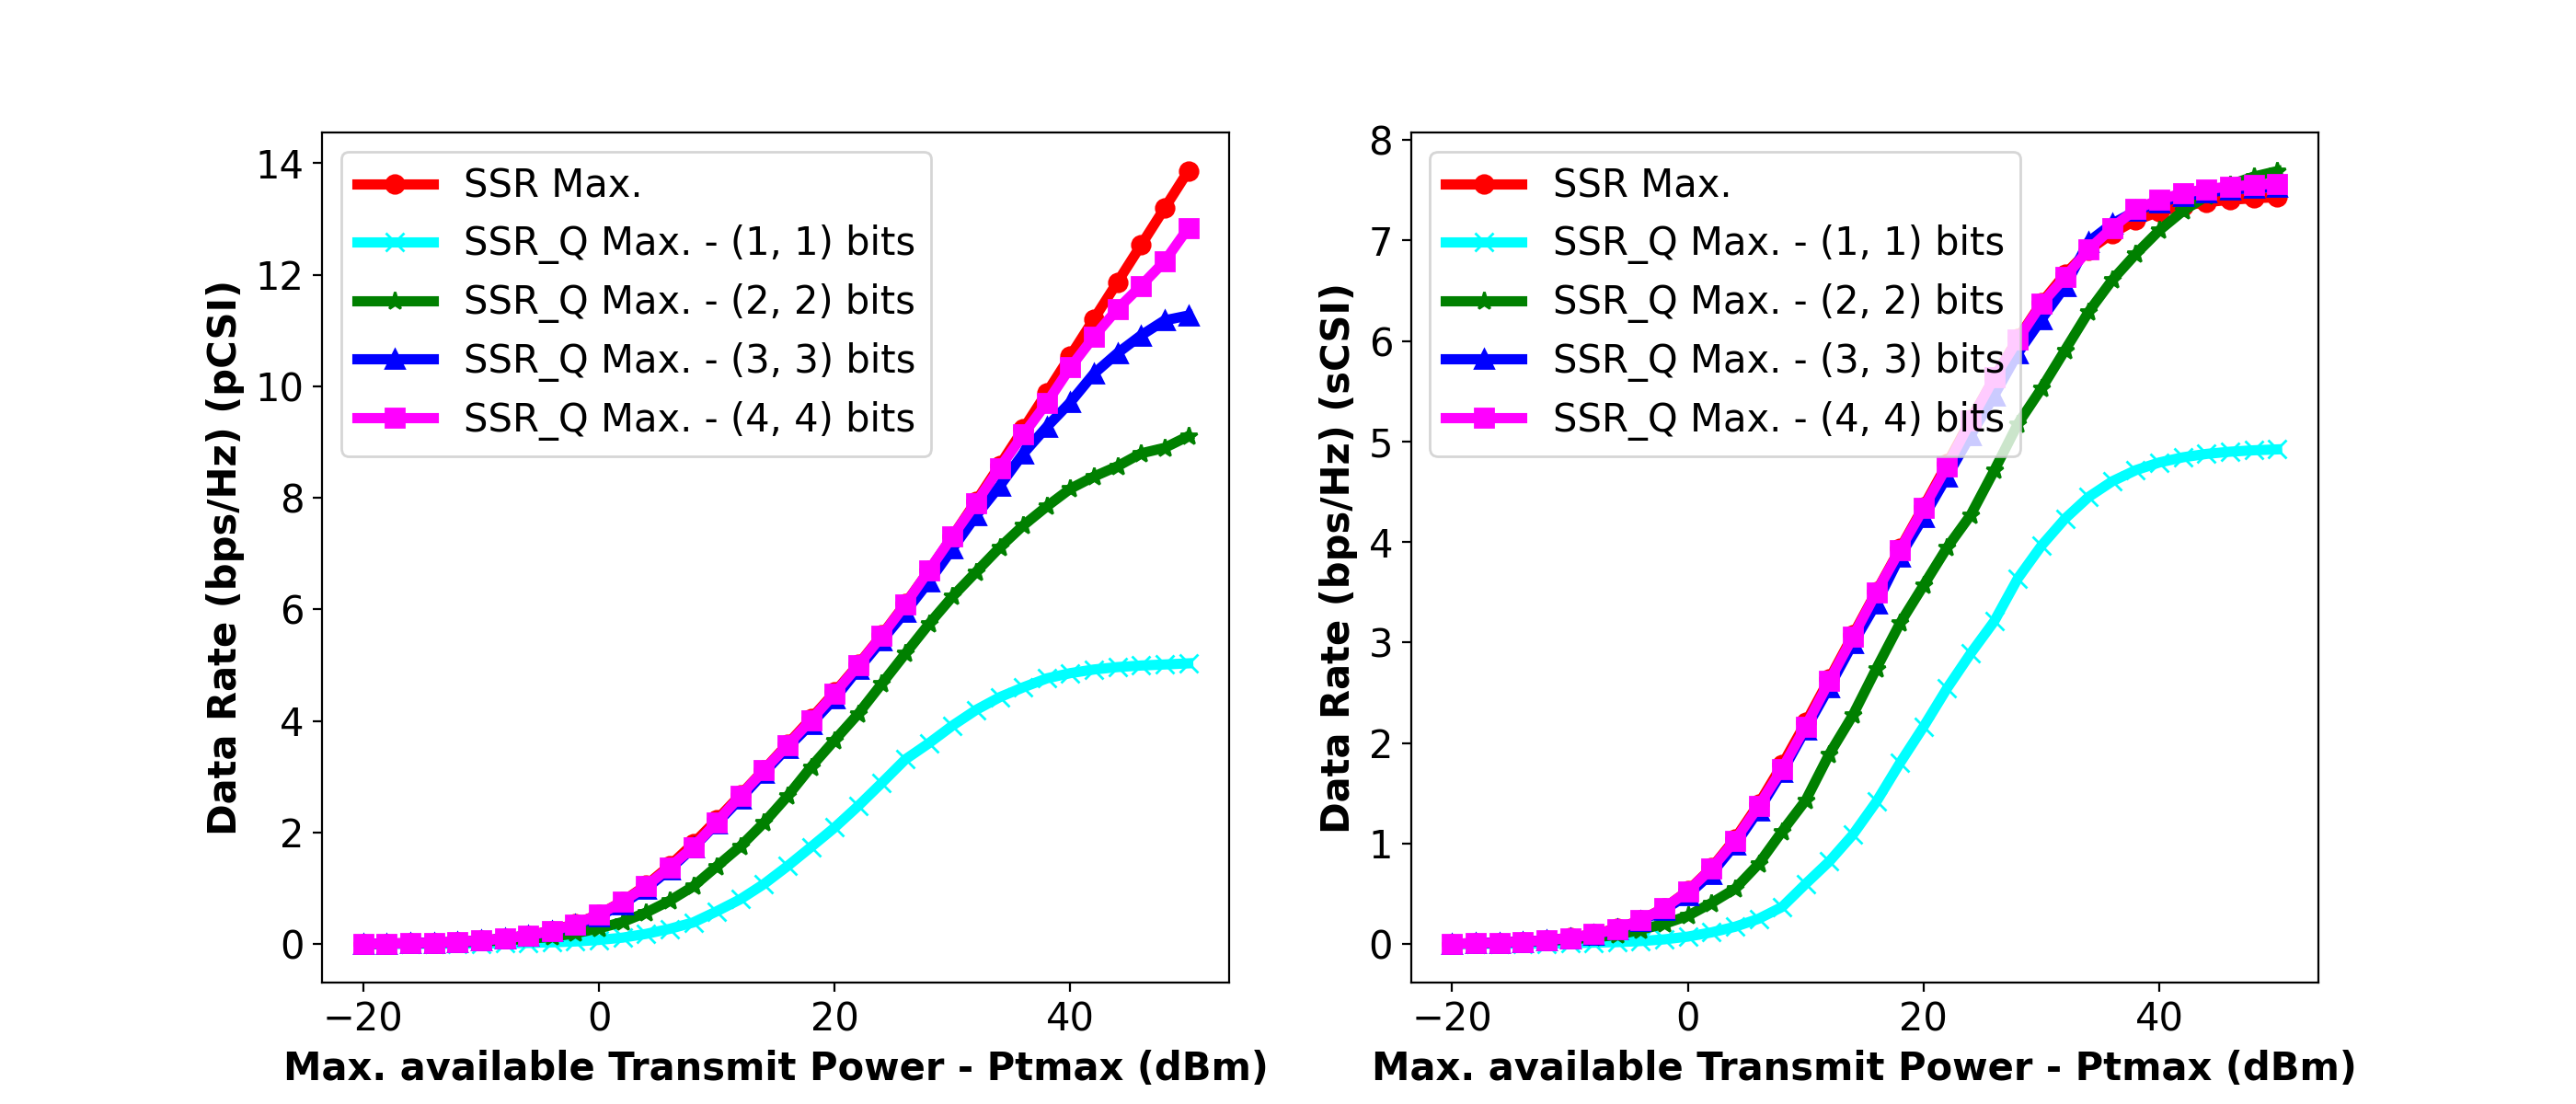 14
12
10
8
6
4
2
0
Data Rate (bps/Hz) (pCSI)
SSR Max.
SSR_Q Max. - (1, 1) bits
SSR_Q Max. - (2, 2) bits
SSR_Q Max. - (3, 3) bits
SSR_Q Max. - (4, 4) bits
−20 0 20 40
Max. available Transmit Power - Ptmax (dBm)
8
7
6
5
4
3
2
1
0
Data Rate (bps/Hz) (sCSI)
SSR Max.
SSR_Q Max. - (1, 1) bits
SSR_Q Max. - (2, 2) bits
SSR_Q Max. - (3, 3) bits
SSR_Q Max. - (4, 4) bits
−20 0 20 40
Max. available Transmit Power - Ptmax (dBm)